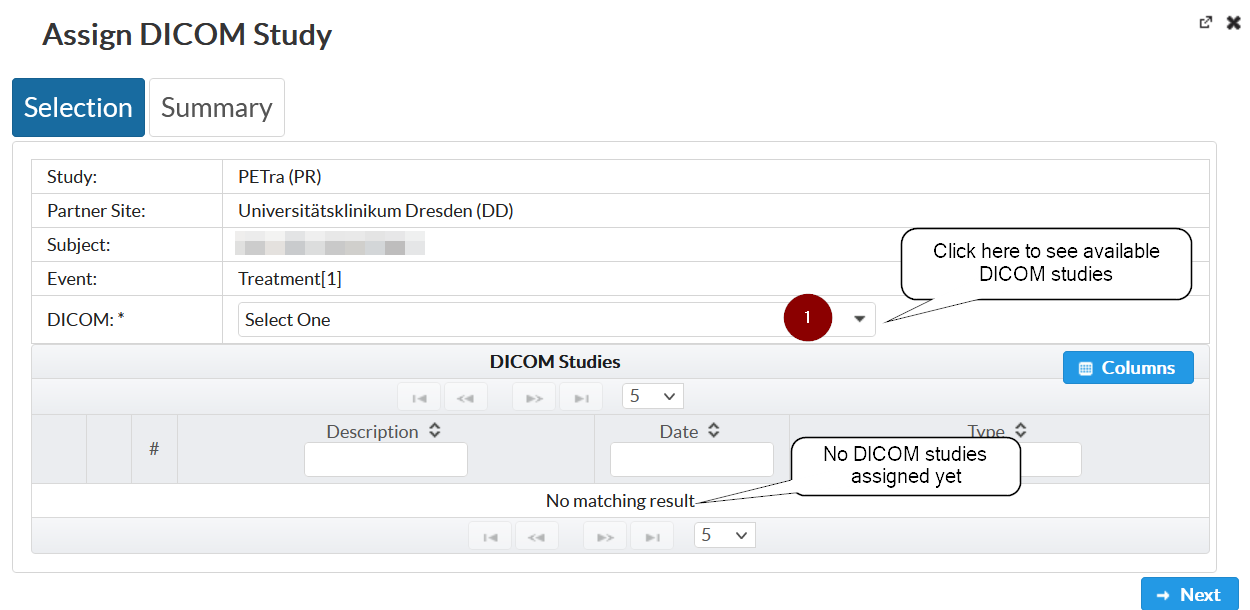 Assign DICOM Study
Selection
Summary
Study:
PETra (PR)
Partner Site:
Universitätsklinikum Dresden (DD)
Subject:
Event:
Treatment[1]
Click here to see available
DICOM studies
DICOM: *
Select One
1
DICOM Studies
Columns
5
#
Description
Date
Type
No DICOM studies
assigned yet
No matching result
5
Next